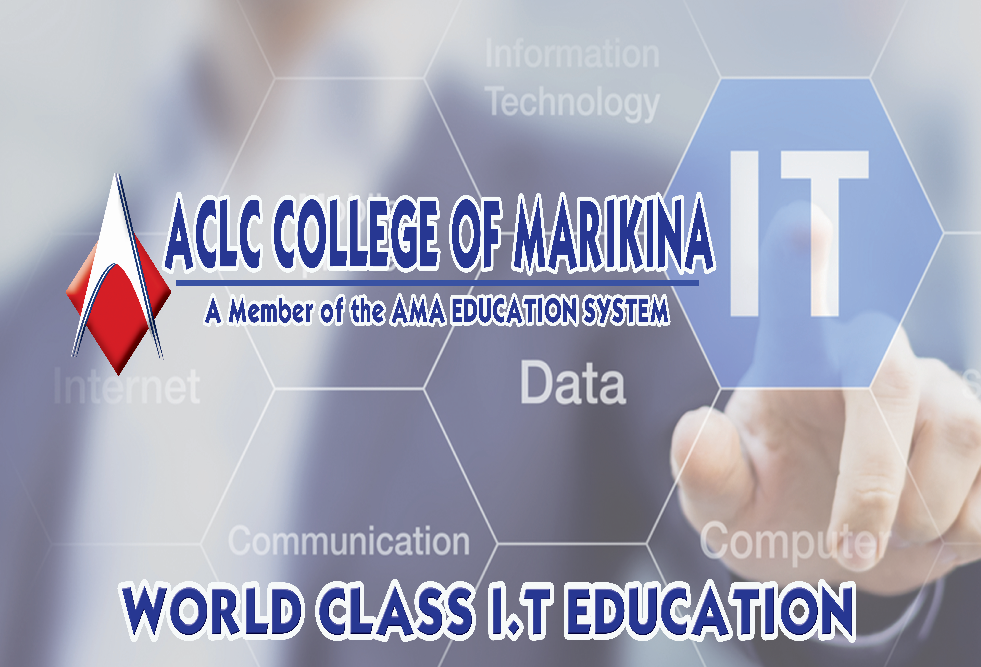 Information
Technology
IT
ACLC COLLEGE OF MARIKINA
A Member of the AMA EDUCATION SYSTEM
Internet
Data
Communication
Computer
WORLD CLASS I.T EDUCATION